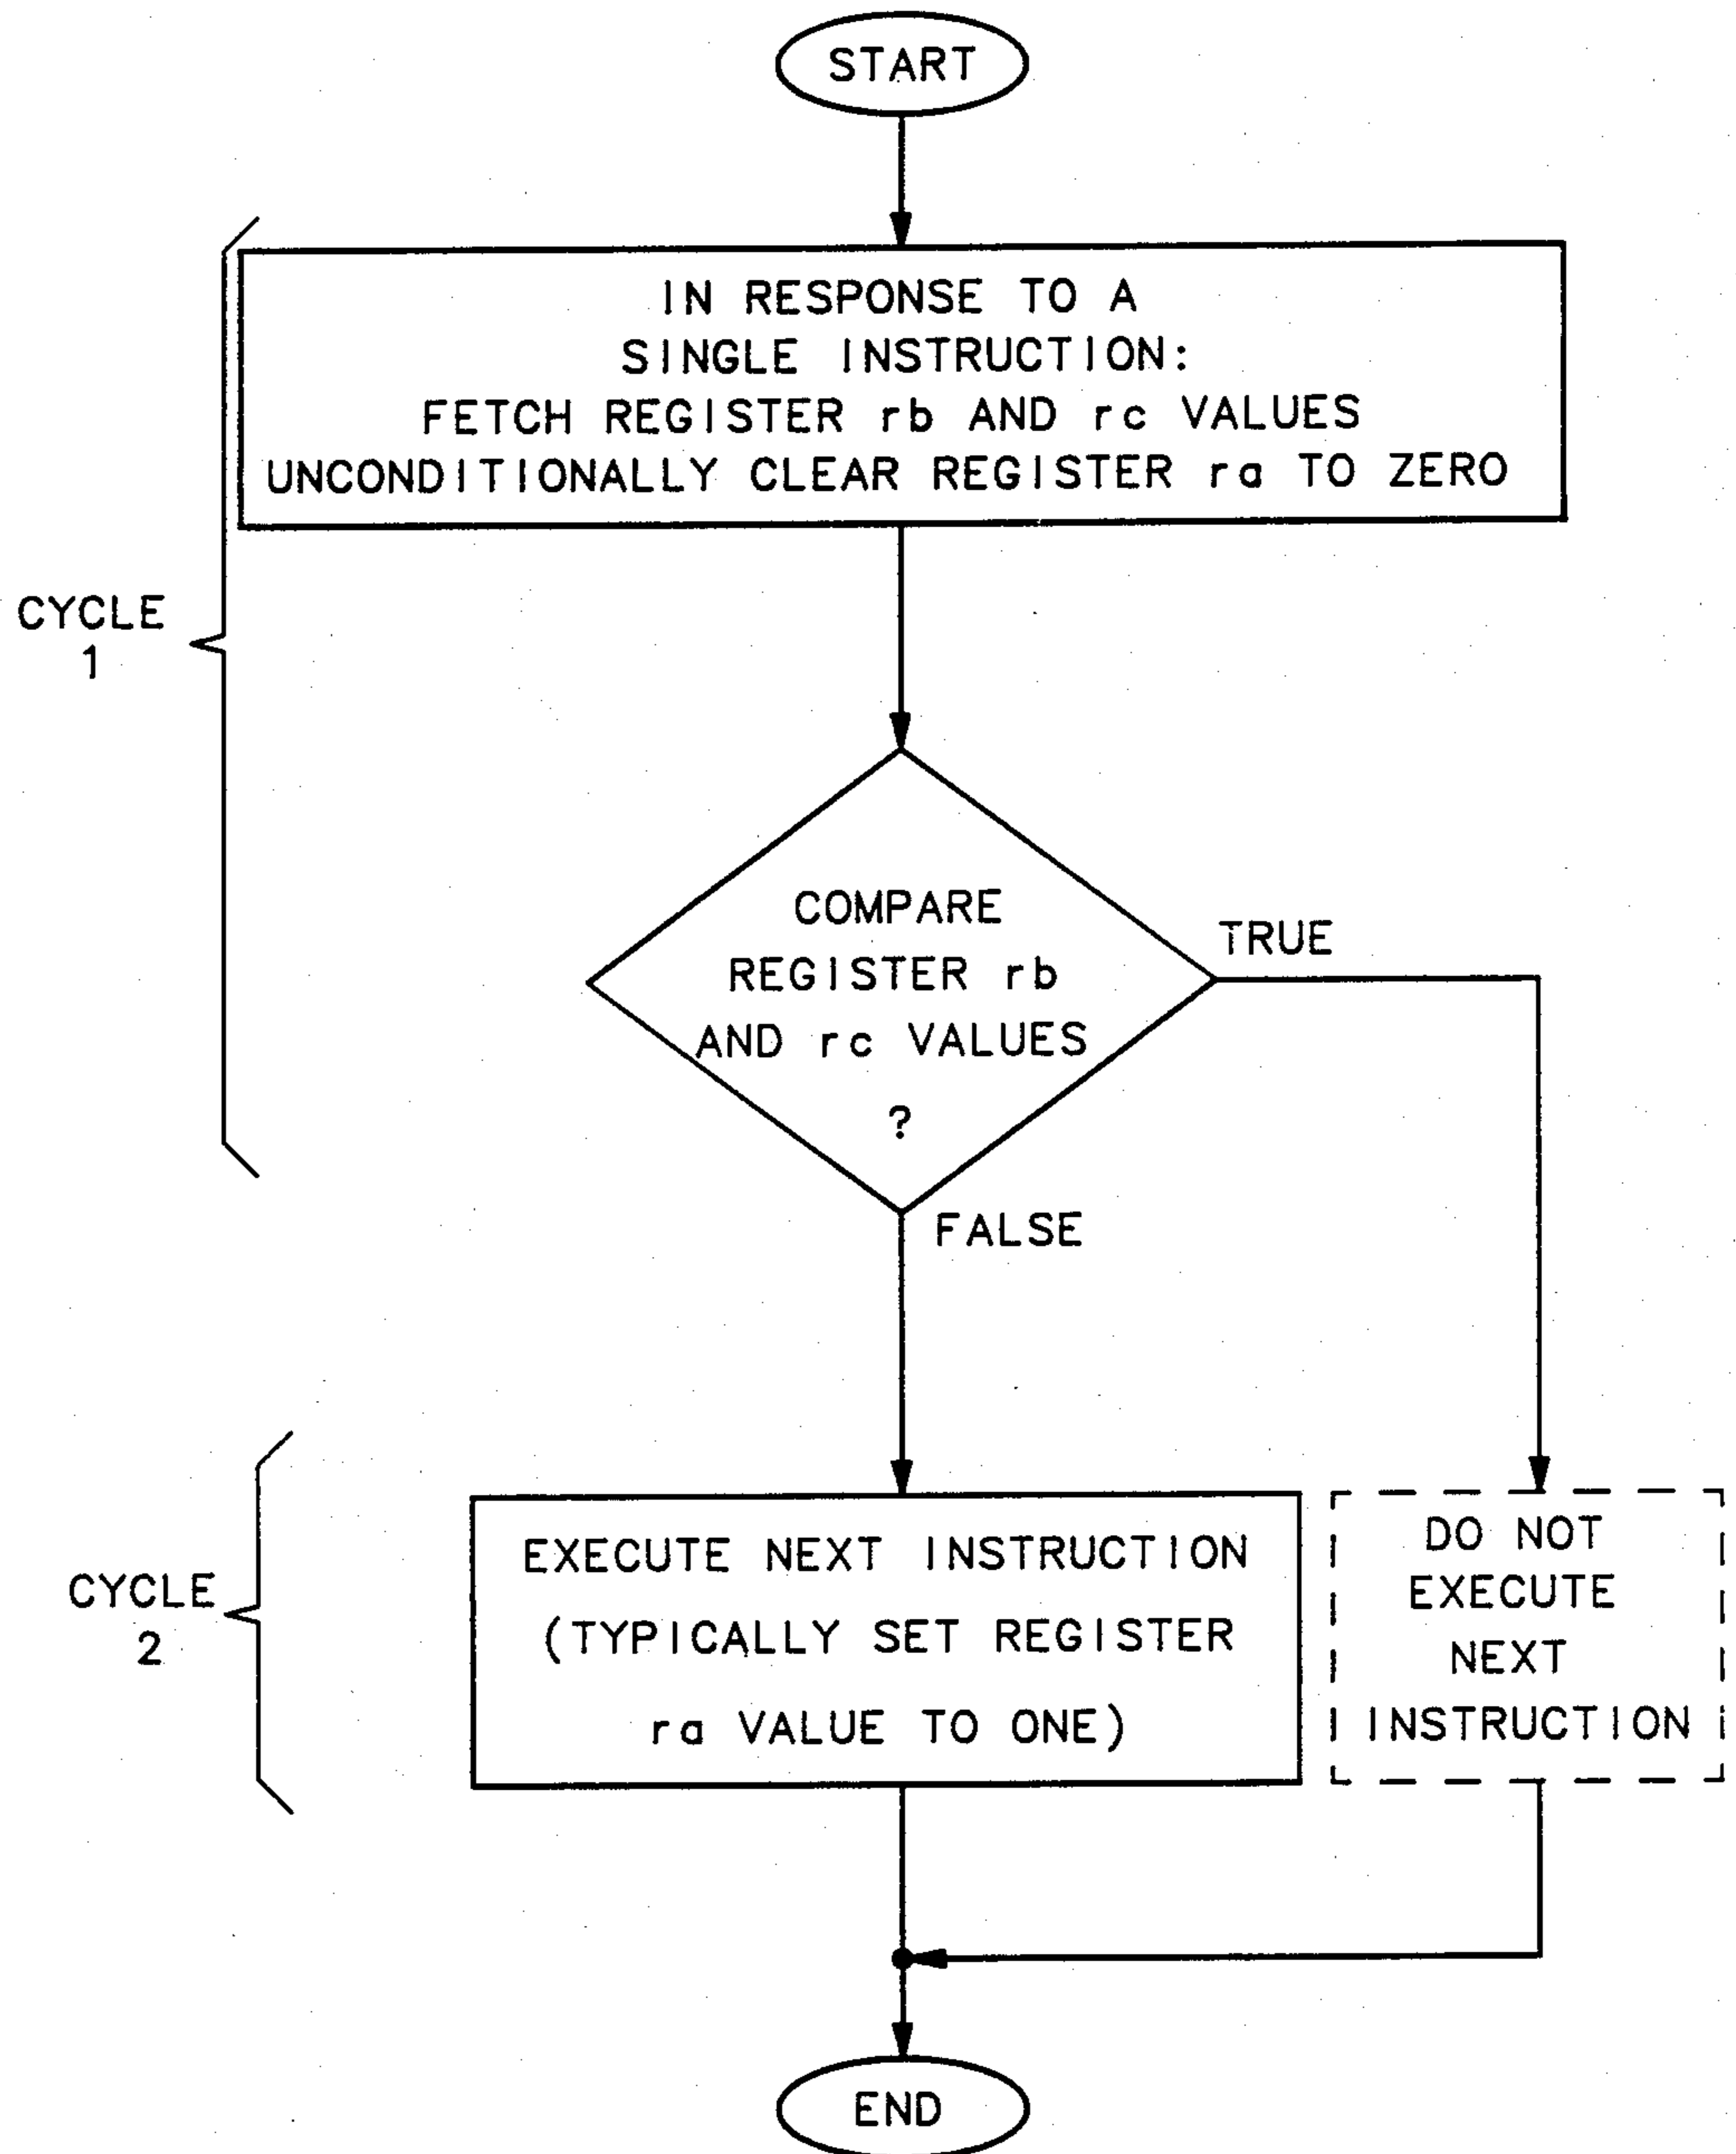 START
IN RESPONSE TO A
SINGLE INSTRUCTION:
FETCH REGISTER rb AND rc VALUES
UNCONDITIONALLY CLEAR REGISTER ra TO ZERO
CYCLE
1
COMPARE
REGISTER rb
AND rc VALUES
?
TRUE
FALSE
CYCLE
2
EXECUTE NEXT INSTRUCTION
(TYPICALLY SET REGISTER
ra VALUE TO ONE)
DO NOT
EXECUTE
NEXT
INSTRUCTION
END